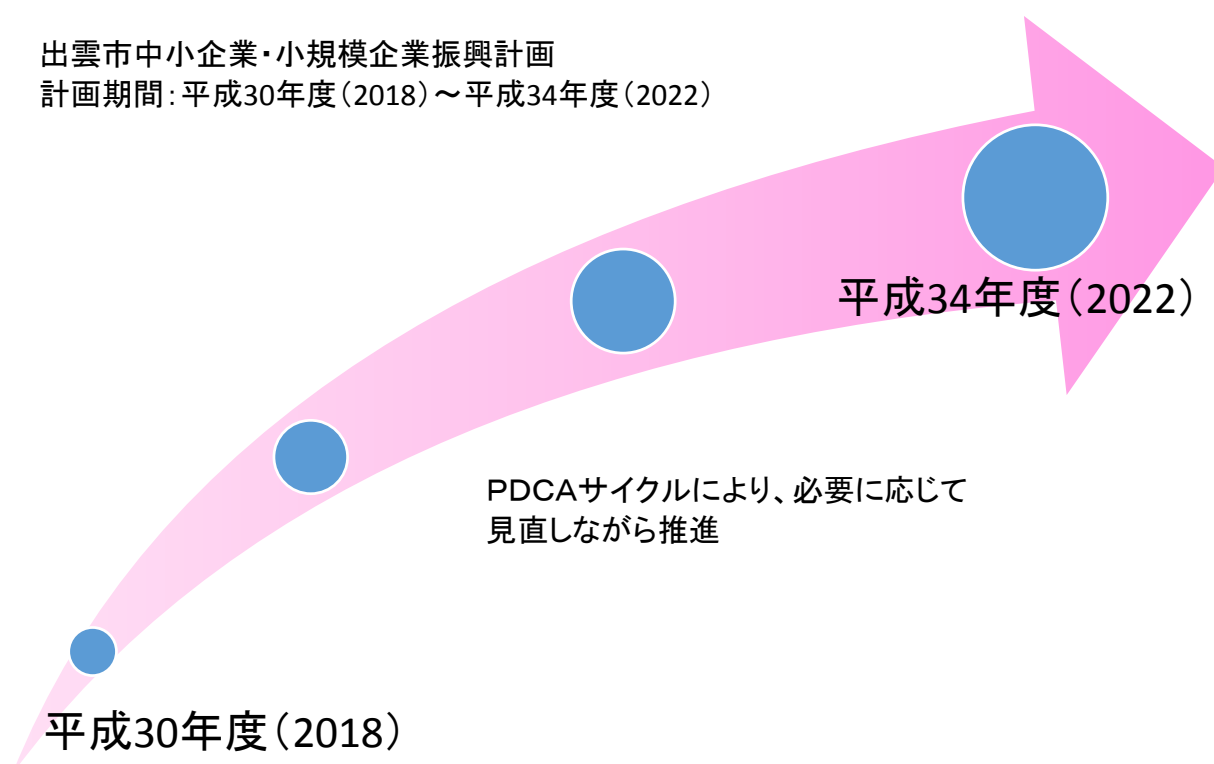 出雲市中小企業・小規模企業振興計画
計画期間：平成30年度（2018）～平成34年度（2022）
平成34年度（2022）
ＰＤＣＡサイクルにより、必要に応じて
見直しながら推進
平成30年度（2018）